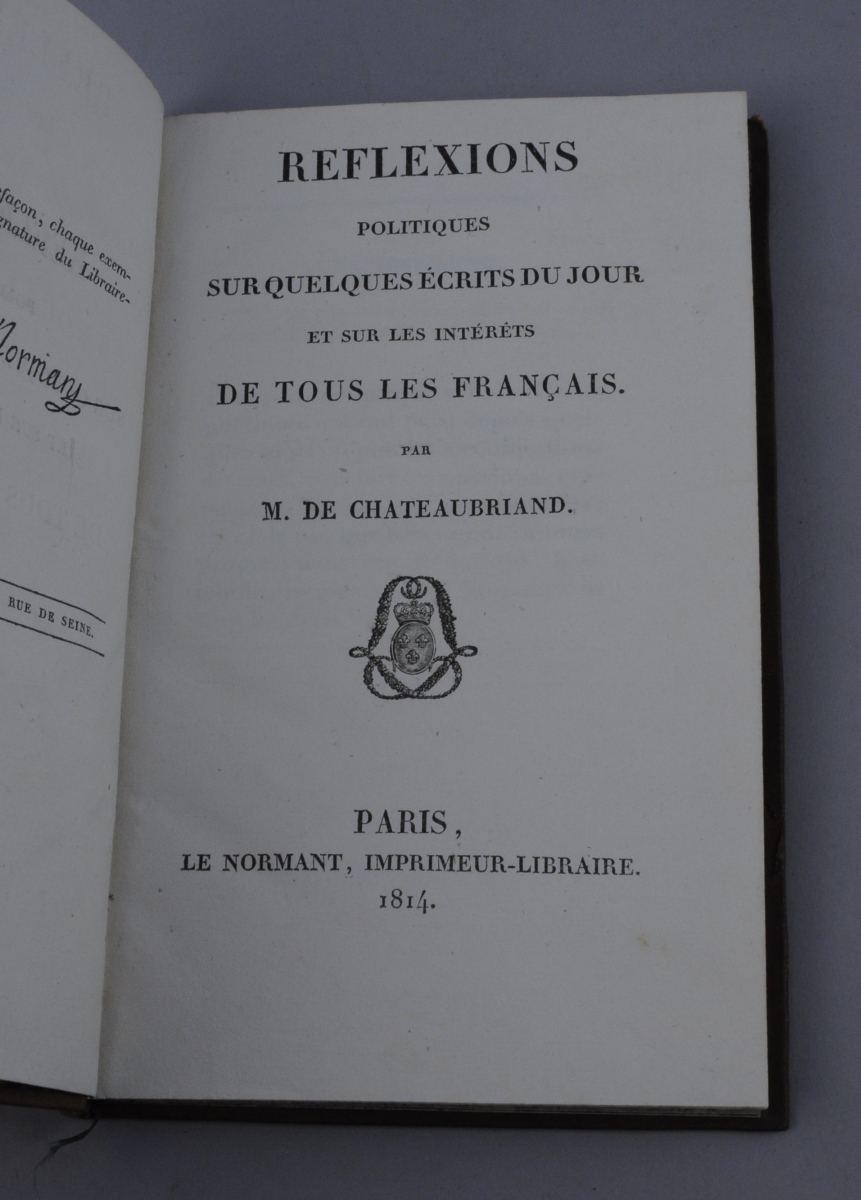 façon, chaque exem-
gnature du Libraire-
Normant
RUE DE SEINE.
REFLEXIONS
POLITIQUES
SUR QUELQUES ÉCRITS DU JOUR
ET SUR LES INTÉRÊTS
DE TOUS LES FRANÇAIS.
PAR
M. DE CHATEAUBRIAND.
PARIS,
LE NORMANT, IMPRIMEUR-LIBRAIRE.
1814.